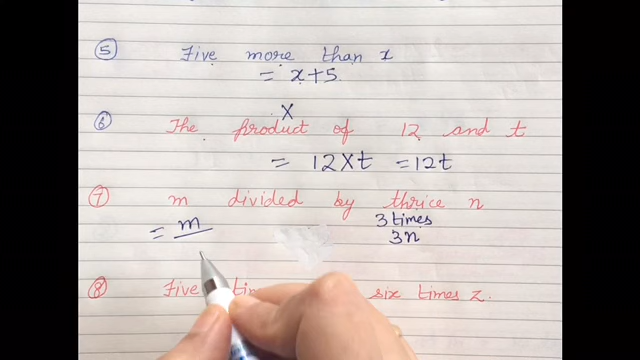 5 Five more than x
= x+5
X
6 The product of 12 and t
= 12Xt = 12t
7 m divided by thrice n
3 times
= m
3n
8 Five six times z.